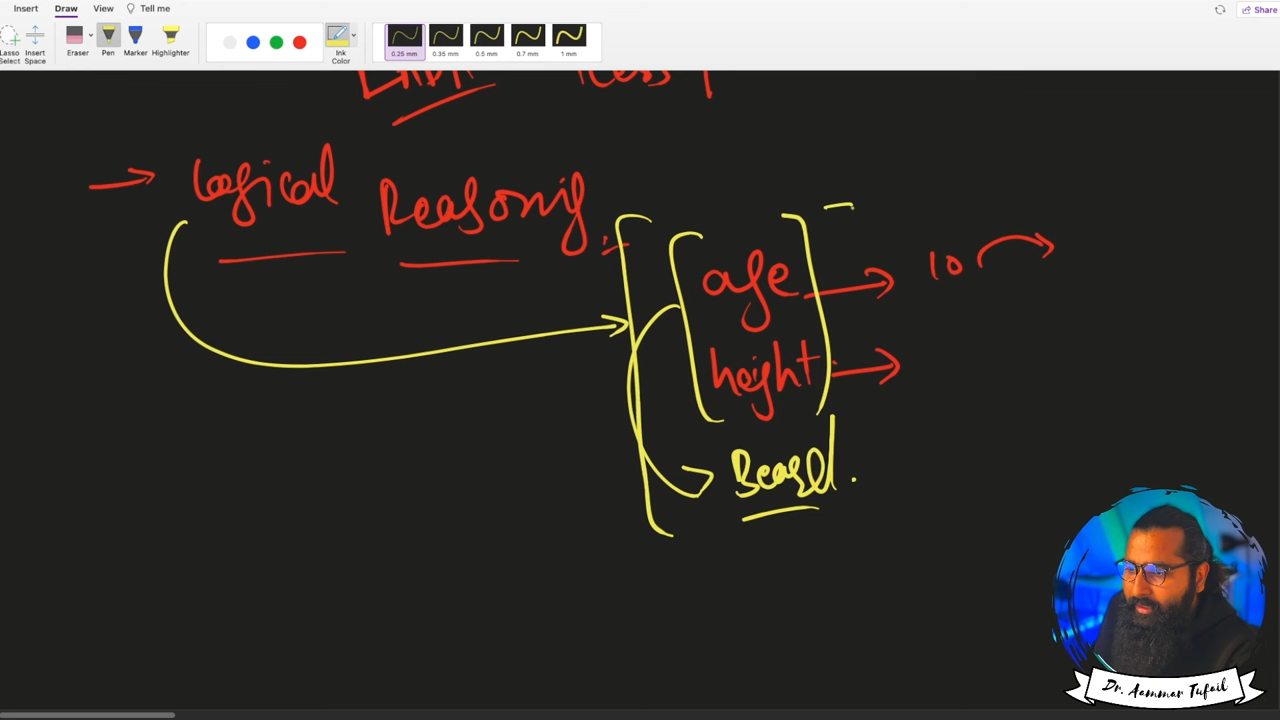 Insert Draw View Tell me
Share
Lasso Select
Insert Space
Eraser
Pen
Marker
Highlighter
Ink Color
0.25 mm
0.35 mm
0.5 mm
0.7 mm
1 mm
→ Logical Reasoning :-
age → 10
height →
Beard.
Dr. Aammar Tufail